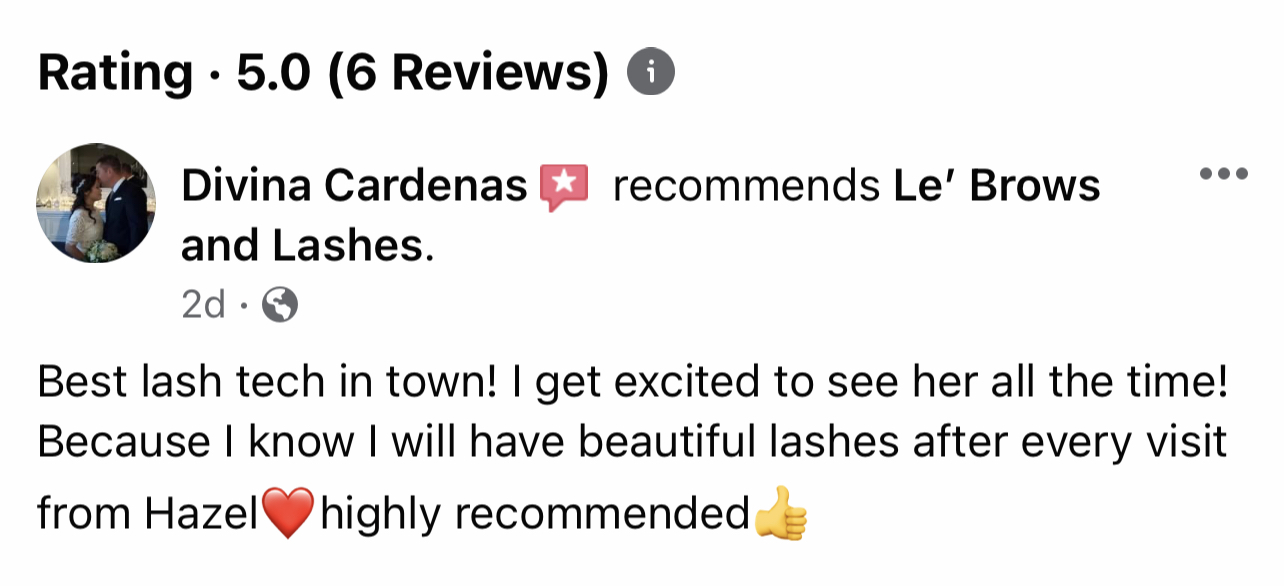 Rating · 5.0 (6 Reviews) i
Divina Cardenas recommends Le’ Brows
and Lashes.
2d ·
Best lash tech in town! I get excited to see her all the time!
Because I know I will have beautiful lashes after every visit
from Hazel❤️highly recommended👍